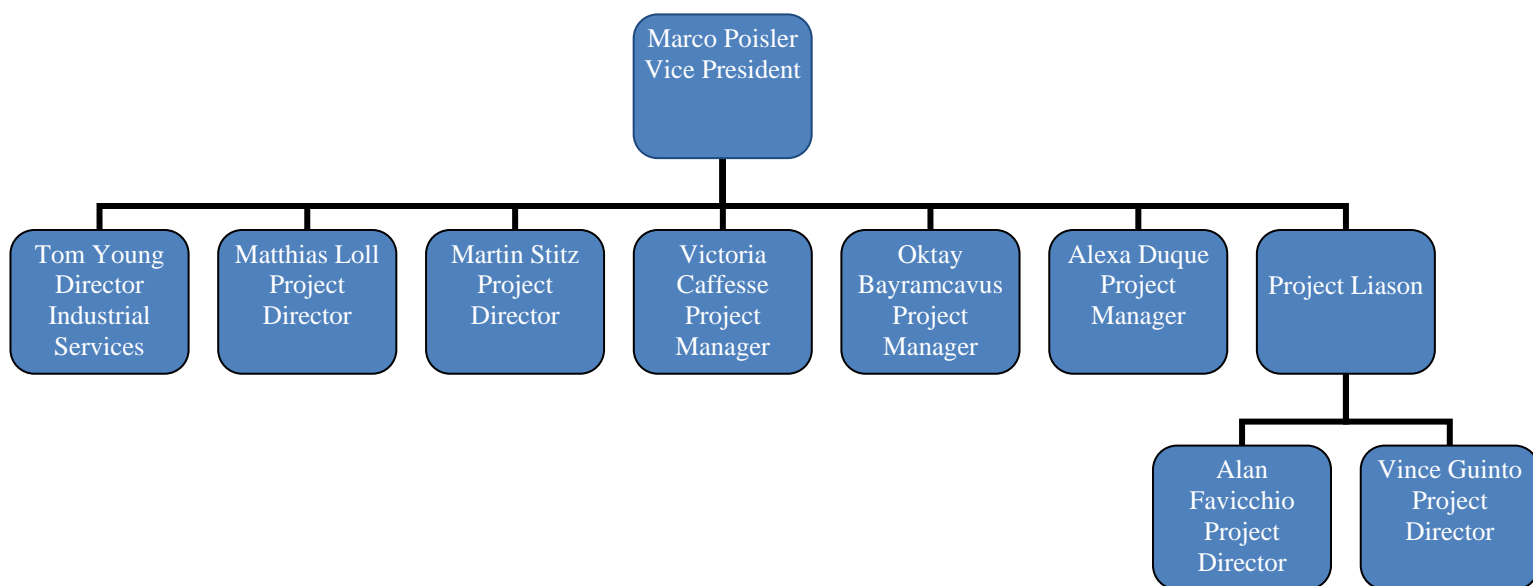 Marco Poisler
Vice President
Tom Young
Director
Industrial
Services
Matthias Loll
Project
Director
Martin Stitz
Project
Director
Victoria
Caffesse
Project
Manager
Oktay
Bayramcavus
Project
Manager
Alexa Duque
Project
Manager
Project Liason
Alan
Favicchio
Project
Director
Vince Guinto
Project
Director